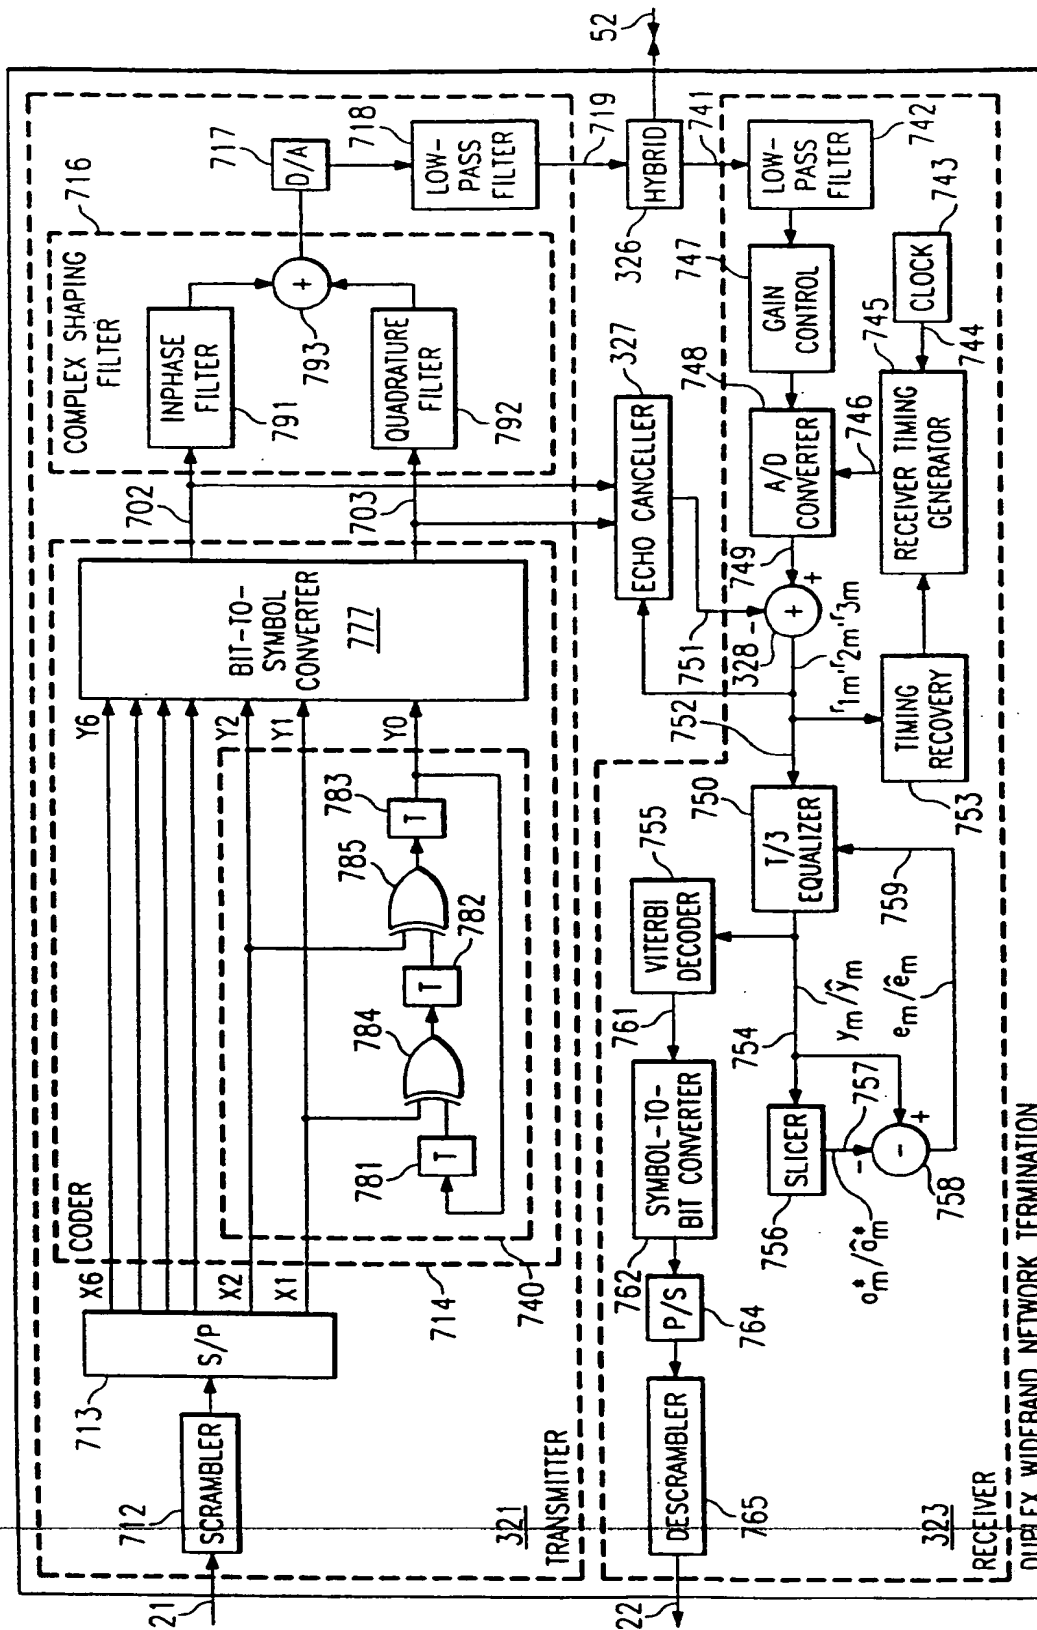 21
712
SCRAMBLER
713
S/P
X6
X2
X1
CODER
714
740
781
T
784
782
T
785
783
T
Y6
Y2
Y1
Y0
BIT-TO-
SYMBOL
CONVERTER
777
702
703
COMPLEX SHAPING
FILTER
716
INPHASE
FILTER
791
QUADRATURE
FILTER
792
+
793
717
D/A
718
LOW-
PASS
FILTER
719
321
TRANSMITTER
52
HYBRID
326
741
327
ECHO CANCELLER
751
LOW-
PASS
FILTER
742
747
GAIN
CONTROL
748
A/D
CONVERTER
749
+
-
+
328
r1m, r2m, r3m
743
CLOCK
744
745
746
RECEIVER TIMING
GENERATOR
TIMING
RECOVERY
753
752
750
T/3
EQUALIZER
759
755
VITERBI
DECODER
761
754
ym/ŷm
em/êm
SYMBOL-TO-
BIT CONVERTER
762
SLICER
756
757
-
+
-
758
a*m/â*m
P/S
764
DESCRAMBLER
765
22
323
RECEIVER
DUPLEX WIDEBAND NETWORK TERMINATION